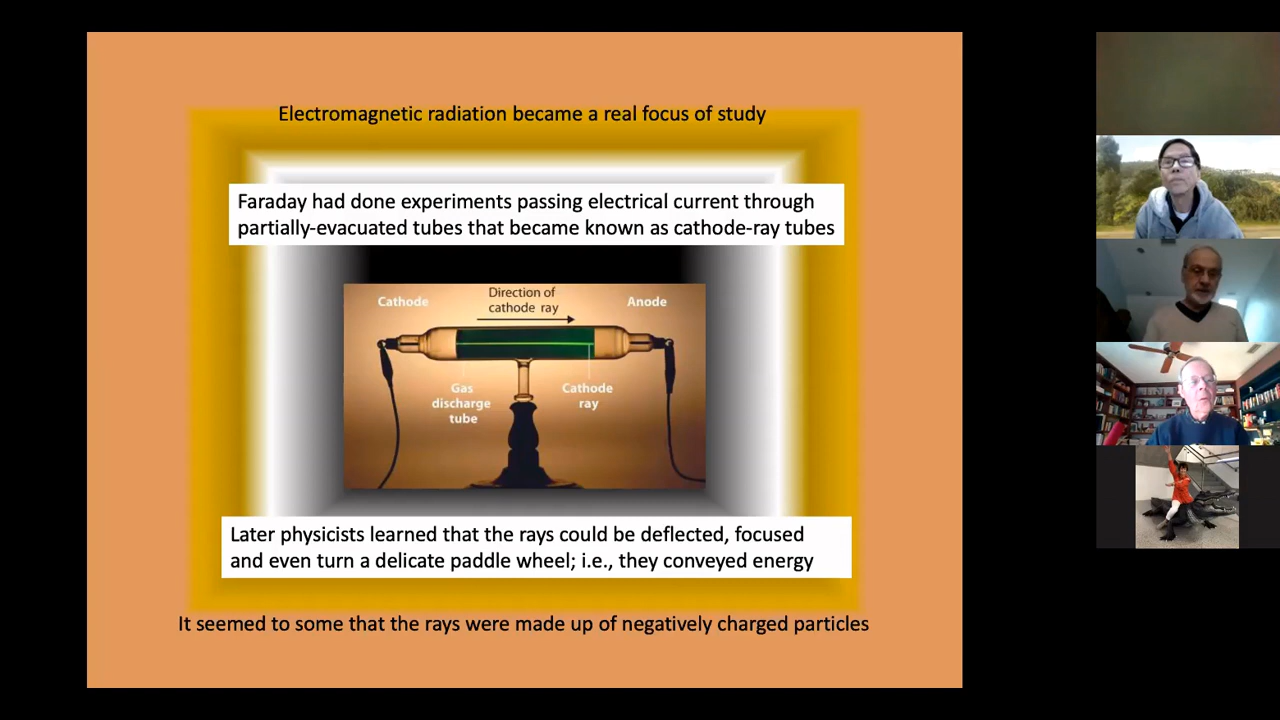 Electromagnetic radiation became a real focus of study
Faraday had done experiments passing electrical current through
partially-evacuated tubes that became known as cathode-ray tubes
Cathode
Direction of
cathode ray
Anode
Gas
discharge
tube
Cathode
ray
Later physicists learned that the rays could be deflected, focused
and even turn a delicate paddle wheel; i.e., they conveyed energy
It seemed to some that the rays were made up of negatively charged particles